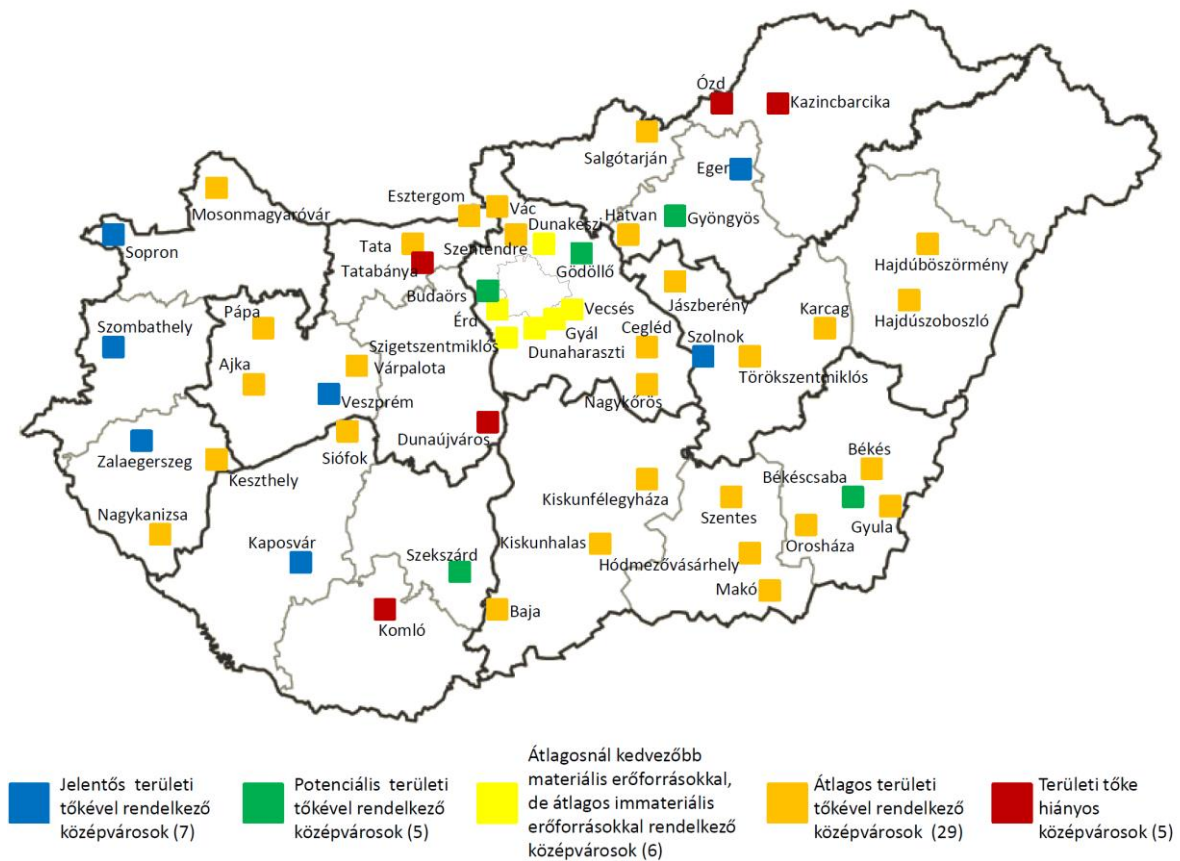 Ózd
Kazincbarcika
Salgótarján
Eger
Esztergom
Vác
Mosonmagyaróvár
Dunakeszi
Hatvan
Gyöngyös
Sopron
Tata
Szentendre
Gödöllő
Hajdúböszörmény
Tatabánya
Budaörs
Jászberény
Pápa
Érd
Vecsés
Karcag
Hajdúszoboszló
Szombathely
Gyál
Cegléd
Szolnok
Szigetszentmiklós
Dunaharaszti
Ajka
Várpalota
Törökszentmiklós
Veszprém
Nagykőrös
Dunaújváros
Zalaegerszeg
Siófok
Békés
Keszthely
Békéscsaba
Kiskunfélegyháza
Nagykanizsa
Szentes
Gyula
Kaposvár
Kiskunhalas
Orosháza
Szekszárd
Hódmezővásárhely
Makó
Baja
Komló
Jelentős területi
tőkével rendelkező
középvárosok (7)
Potenciális területi
tőkével rendelkező
középvárosok (5)
Átlagosnál kedvezőbb
materiális erőforrásokkal,
de átlagos immateriális
erőforrásokkal rendelkező
középvárosok (6)
Átlagos területi
tőkével rendelkező
középvárosok (29)
Területi tőke
hiányos
középvárosok (5)